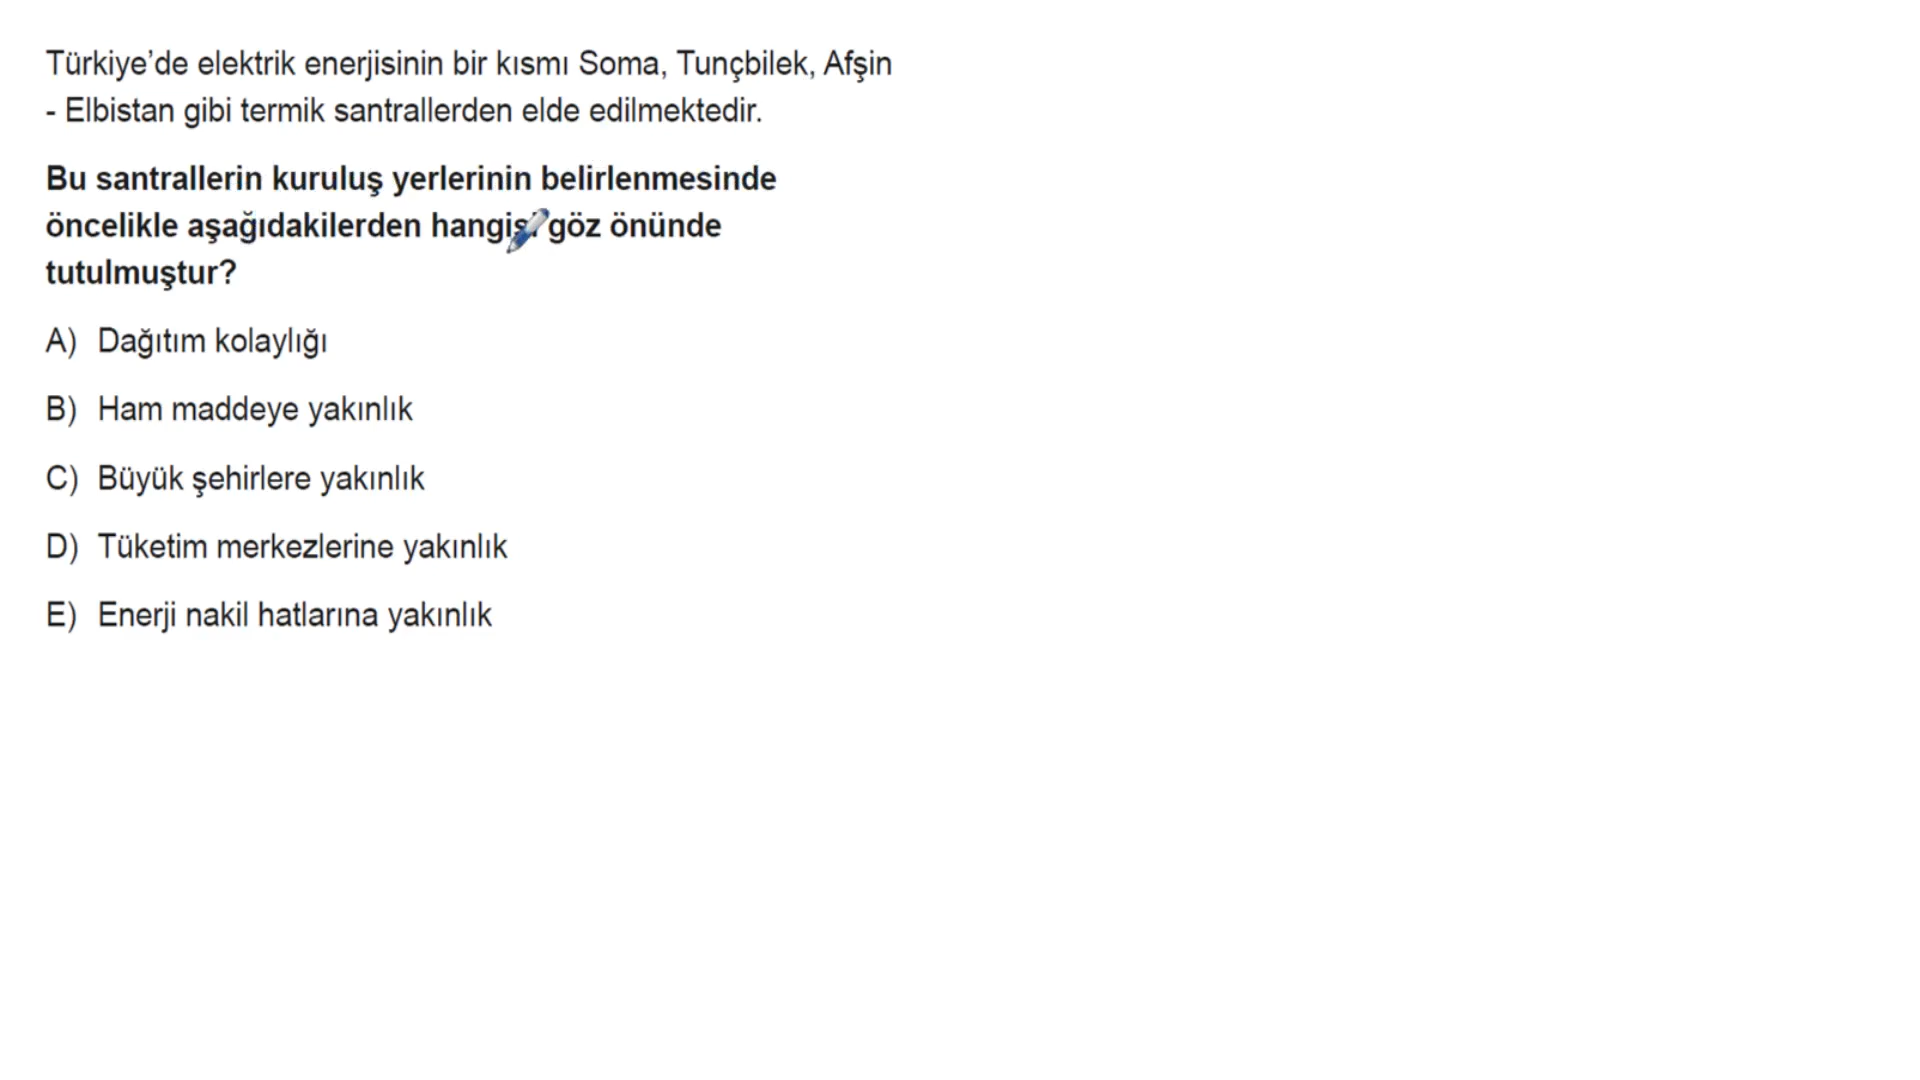 Türkiye’de elektrik enerjisinin bir kısmı Soma, Tunçbilek, Afşin
- Elbistan gibi termik santrallerden elde edilmektedir.
Bu santrallerin kuruluş yerlerinin belirlenmesinde
öncelikle aşağıdakilerden hangisi göz önünde
tutulmuştur?
A) Dağıtım kolaylığı
B) Ham maddeye yakınlık
C) Büyük şehirlere yakınlık
D) Tüketim merkezlerine yakınlık
E) Enerji nakil hatlarına yakınlık